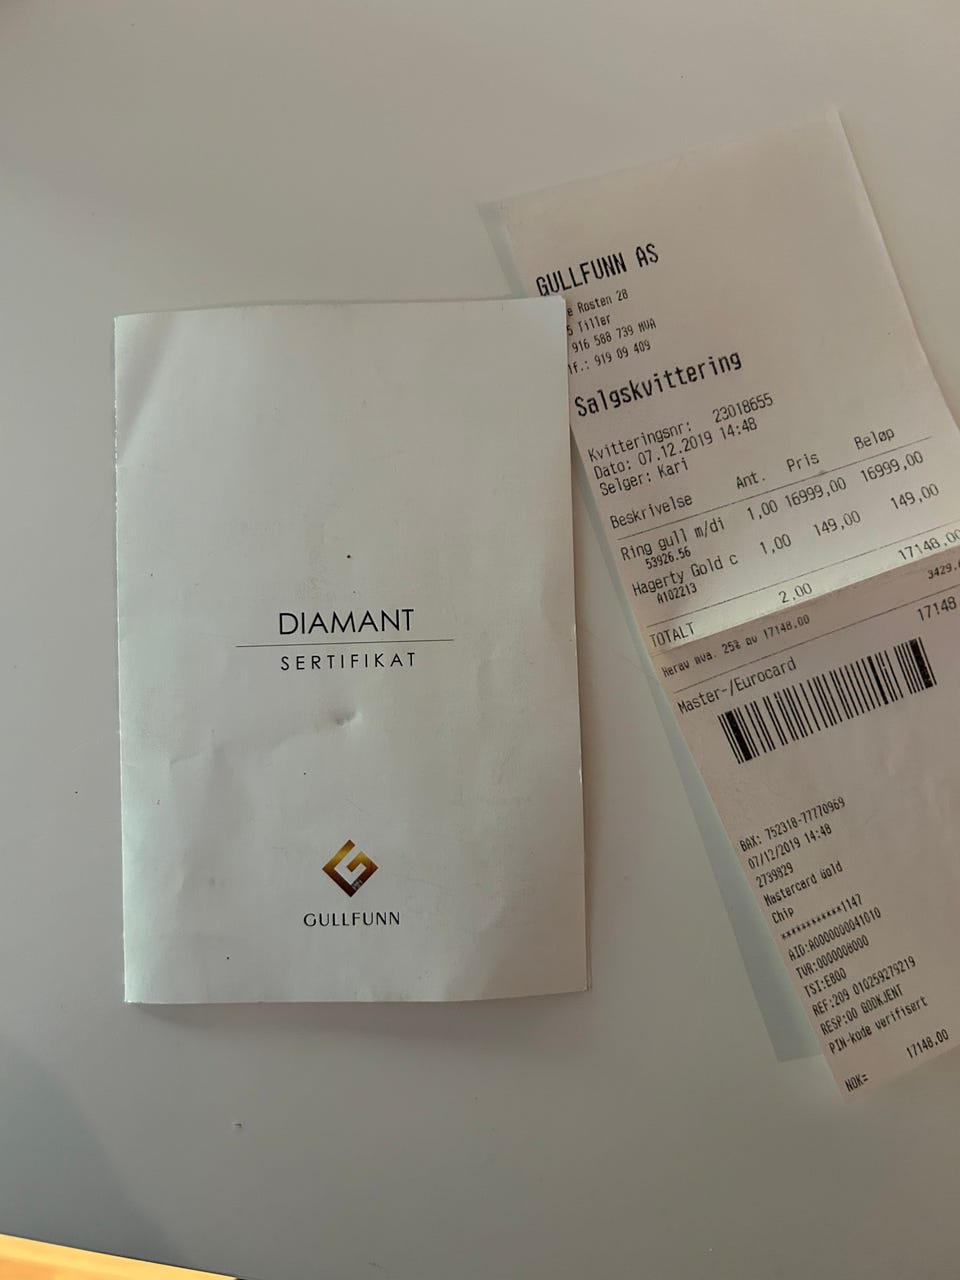 DIAMANT
SERTIFIKAT
GULLFUNN
GULLFUNN AS
Rosten 28
Tiller
916 588 739 MVA
919 09 409
Salgskvittering
Kvitteringsnr: 23018655
Dato: 07.12.2019 14:48
Selger: Kari
Beskrivelse Ant. Pris Beløp
Ring gull m/di 1,00 16999,00 16999,00
53926.56
Hagerty Gold c 1,00 149,00 149,00
A102213
TOTALT 2,00 17148,00
Herav mva. 25% av 17148,00
Master-/Eurocard 17148
BAX: 752318-77770969
07/12/2019 14:48
2739829
Mastercard Gold
Chip
************1147
AID:A0000000041010
TVR:0000008000
TSI:E800
REF:209 010259279219
RESP:00 GODKJENT
PIN-kode verifisert
NOK= 17148,00